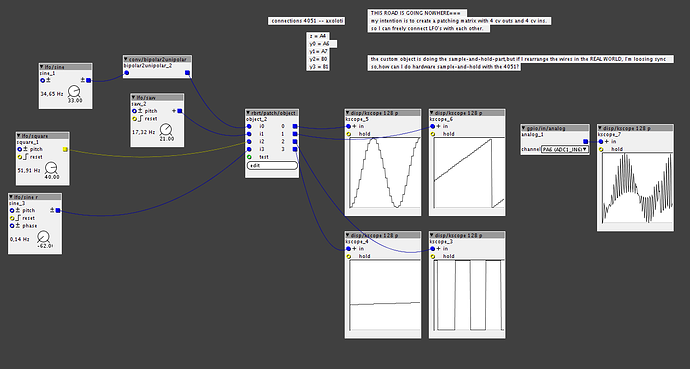 THIS ROAD IS GOING NOWHERE===
connections 4051 -- axoloti
my intention is to create a patching matrix with 4 cv outs and 4 cv ins,
so I can freely connect LFO's with each other.
z = A4
y0 = A6
y1= A7
y2= B0
y3 = B1
the custom object is doing the sample-and-hold-part,but if I rearrange the wires in the REAL WORLD, I'm loosing sync
so,how can I do hardware sample-and-hold with the 4051?
lfo/sine
sine_1
pitch
34,65 Hz
33.00
conv/bipolar2unipolar
bipolar2unipolar_2
lfo/saw
saw_2
pitch
reset
17,32 Hz
21.00
lfo/square
square_1
pitch
reset
51,91 Hz
40.00
lfo/sine r
sine_3
pitch
reset
phase
0,14 Hz
-62.00
rbrt/patch/object
object_2
i0 0
i1 1
i2 2
i3 3
text
edit
disp/kscope 128 p
kscope_5
in
hold
disp/kscope 128 p
kscope_6
in
hold
gpio/in/analog
analog_1
channel PA6 (ADC1_IN6)
disp/kscope 128 p
kscope_7
in
hold
disp/kscope 128 p
kscope_4
in
hold
disp/kscope 128 p
kscope_3
in
hold